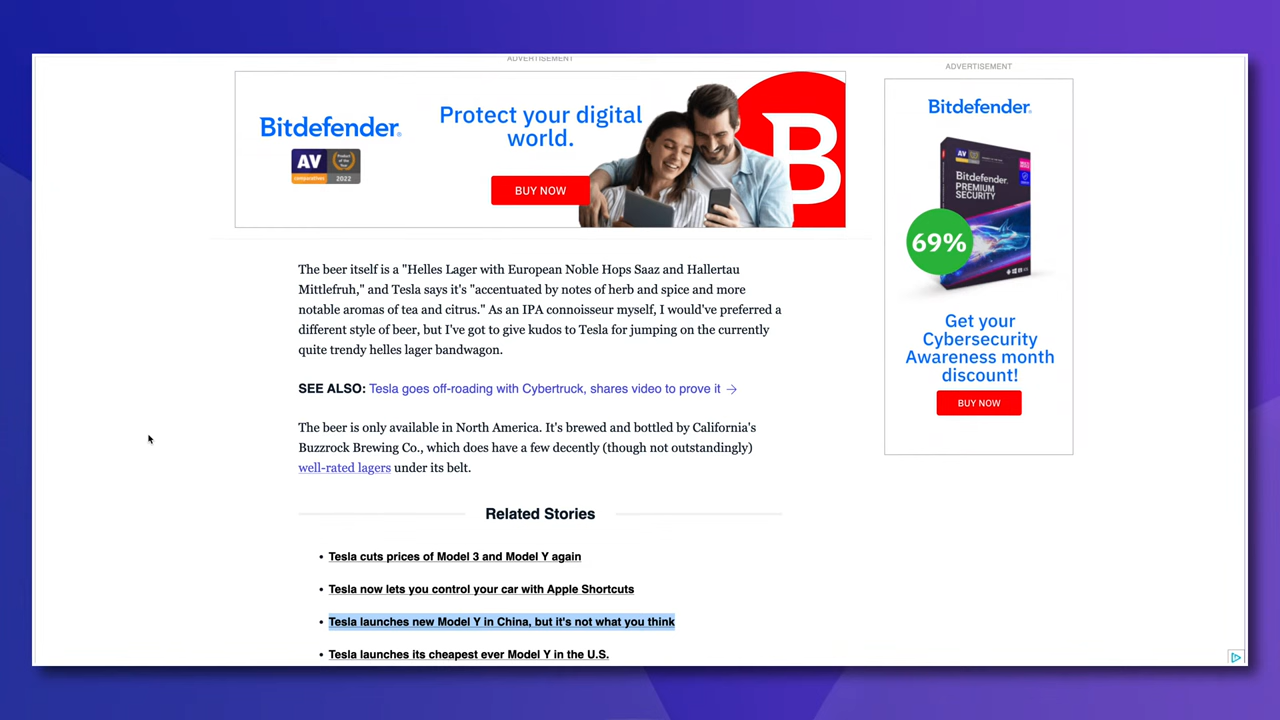 ADVERTISEMENT
Bitdefender.
AV
comparatives
Product of the Year
2022
Protect your digital
world.
BUY NOW
B
ADVERTISEMENT
Bitdefender.
Bitdefender
PREMIUM
SECURITY
69%
Get your
Cybersecurity
Awareness month
discount!
BUY NOW
The beer itself is a "Helles Lager with European Noble Hops Saaz and Hallertau
Mittlefruh," and Tesla says it's "accentuated by notes of herb and spice and more
notable aromas of tea and citrus." As an IPA connoisseur myself, I would've preferred a
different style of beer, but I've got to give kudos to Tesla for jumping on the currently
quite trendy helles lager bandwagon.
SEE ALSO: Tesla goes off-roading with Cybertruck, shares video to prove it →
The beer is only available in North America. It's brewed and bottled by California's
Buzzrock Brewing Co., which does have a few decently (though not outstandingly)
well-rated lagers under its belt.
Related Stories
• Tesla cuts prices of Model 3 and Model Y again
• Tesla now lets you control your car with Apple Shortcuts
• Tesla launches new Model Y in China, but it's not what you think
• Tesla launches its cheapest ever Model Y in the U.S.